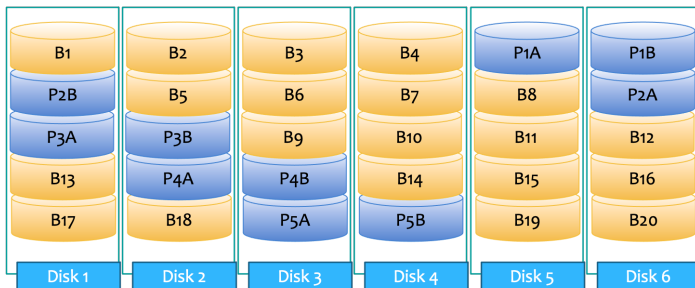 B1 B2 B3 B4 P1A P1B
P2B B5 B6 B7 B8 P2A
P3A P3B B9 B10 B11 B12
B13 P4A P4B B14 B15 B16
B17 B18 P5A P5B B19 B20
Disk 1 Disk 2 Disk 3 Disk 4 Disk 5 Disk 6